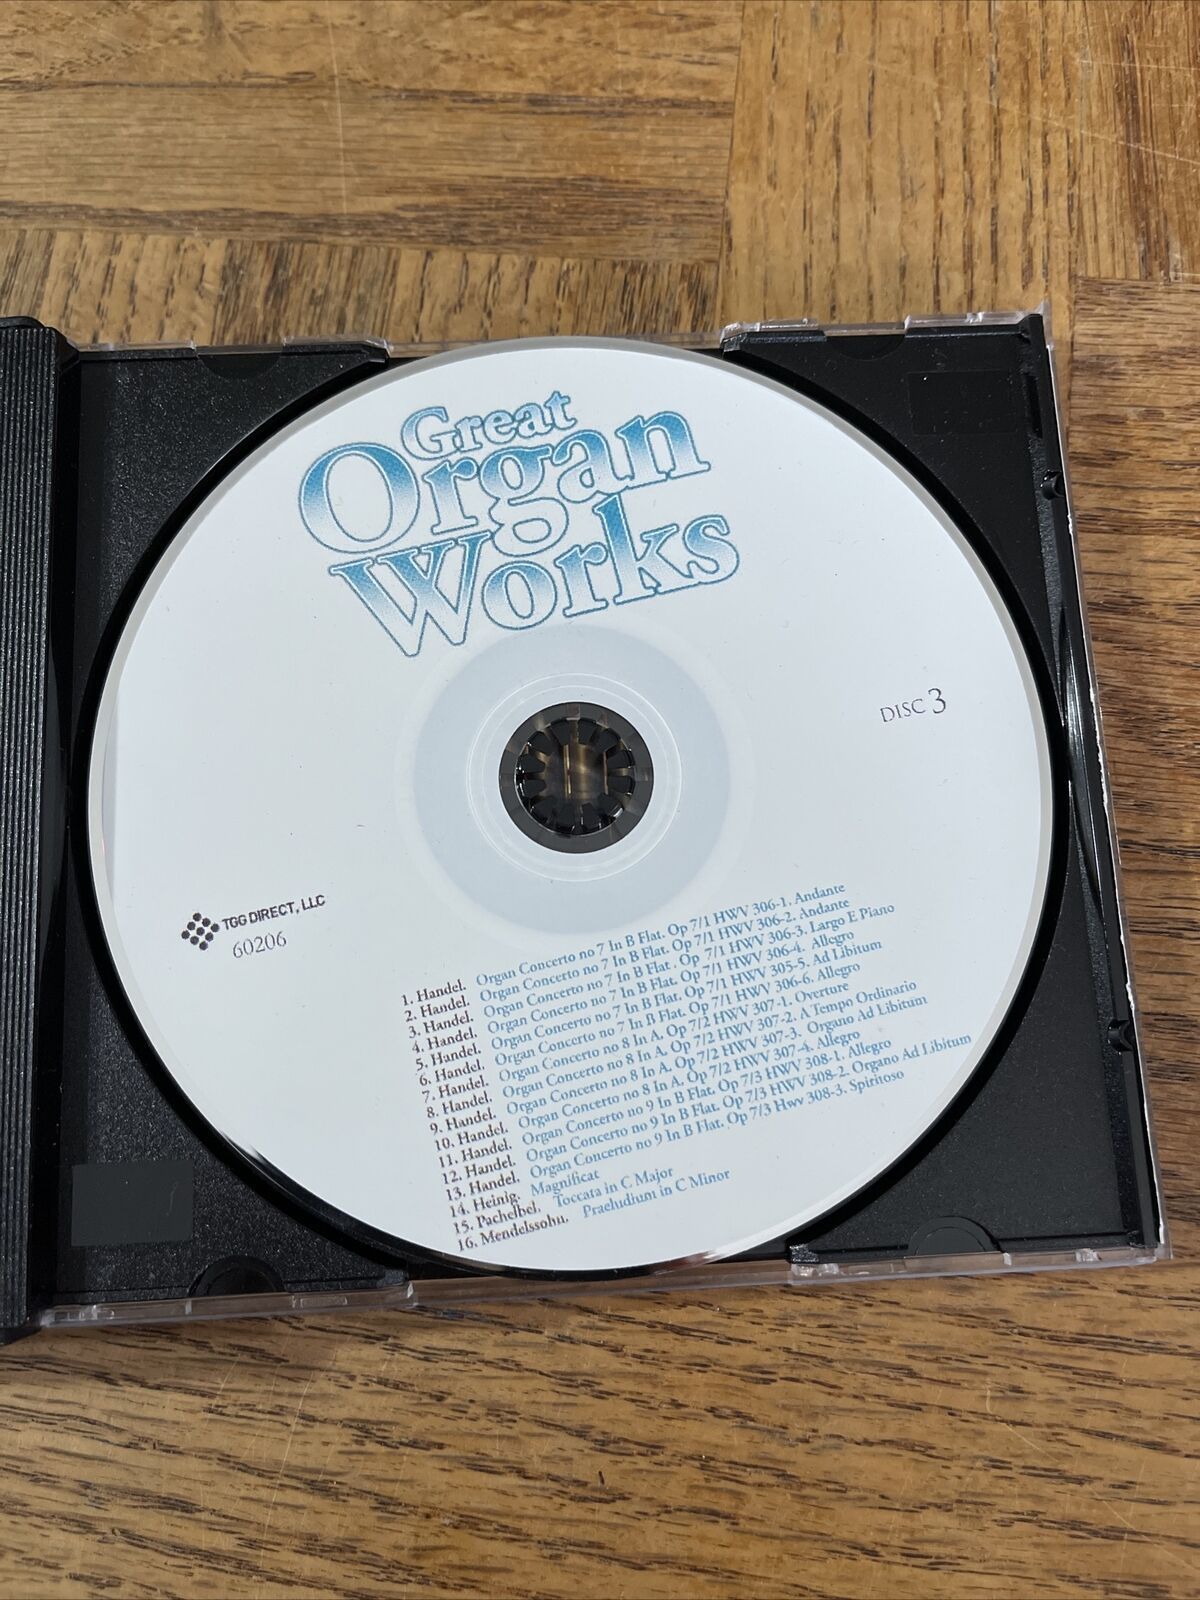 Great
Organ
Works
DISC 3
TGG DIRECT, LLC
60206
1. Handel. Organ Concerto no 7 In B Flat. Op 7/1 HWV 306-1. Andante
2. Handel. Organ Concerto no 7 In B Flat. Op 7/1 HWV 306-2. Andante
3. Handel. Organ Concerto no 7 In B Flat . Op 7/1 HWV 306-3. Largo E Piano
4. Handel. Organ Concerto no 7 In B Flat. Op 7/1 HWV 306-4. Allegro
5. Handel. Organ Concerto no 7 In B Flat. Op 7/1 HWV 305-5. Ad Libitum
6. Handel. Organ Concerto no 7 In B Flat. Op 7/1 HWV 306-6. Allegro
7. Handel. Organ Concerto no 8 In A. Op 7/2 HWV 307-1. Overture
8. Handel. Organ Concerto no 8 In A. Op 7/2 HWV 307-2. A Tempo Ordinario
9. Handel. Organ Concerto no 8 In A. Op 7/2 HWV 307-3. Organo Ad Libitum
10. Handel. Organ Concerto no 8 In A. Op 7/2 HWV 307-4. Allegro
11. Handel. Organ Concerto no 9 In B Flat. Op 7/3 HWV 308-1. Allegro
12. Handel. Organ Concerto no 9 In B Flat. Op 7/3 HWV 308-2. Organo Ad Libitum
13. Handel. Organ Concerto no 9 In B Flat. Op 7/3 Hwv 308-3. Spiritoso
14. Heinig. Magnificat
15. Pachelbel. Toccata in C Major
16. Mendelssohn. Praeludium in C Minor